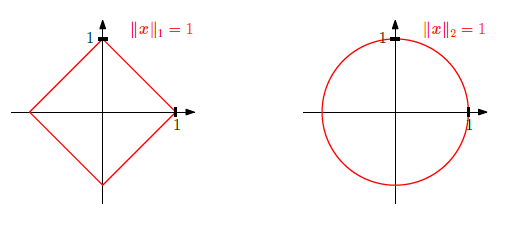 1 ‖x‖₁ = 1
1
1 ‖x‖₂ = 1
1